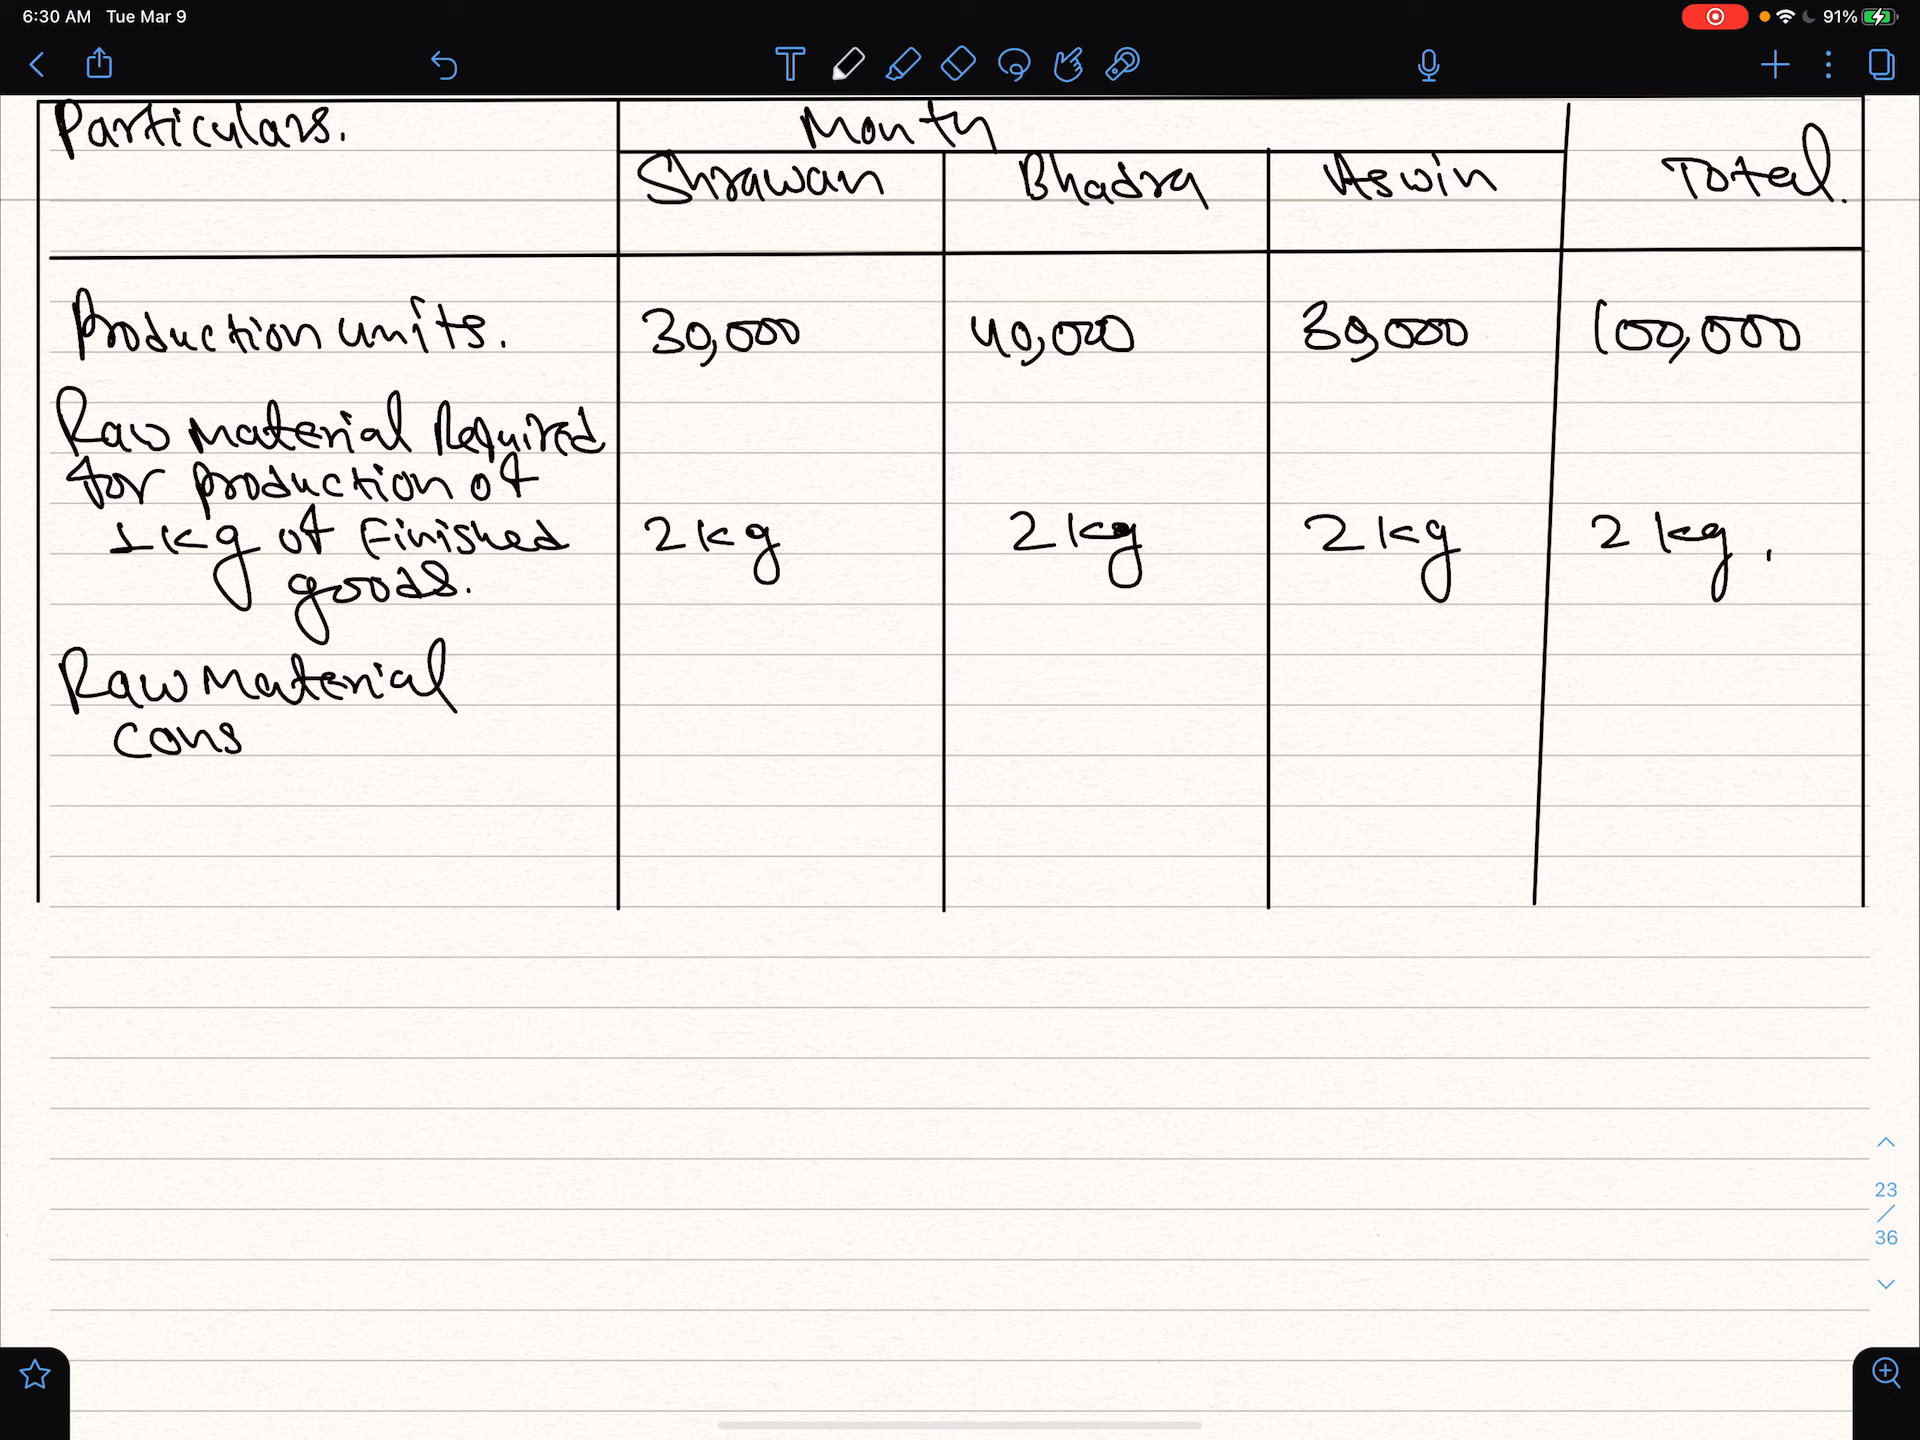 6:30 AM Tue Mar 9
91%
Particulars.
Month
Shrawan Bhadra Aswin Total.
Production units. 30,000 40,000 30,000 100,000
Raw material Required
for production of
1 kg of Finished 2 kg 2 kg 2 kg 2 kg.
goods.
Raw Material
cons
23
/
36